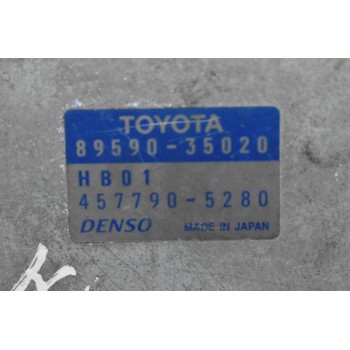 TOYOTA
89590-35020
HB01
457790-5280
DENSO MADE IN JAPAN